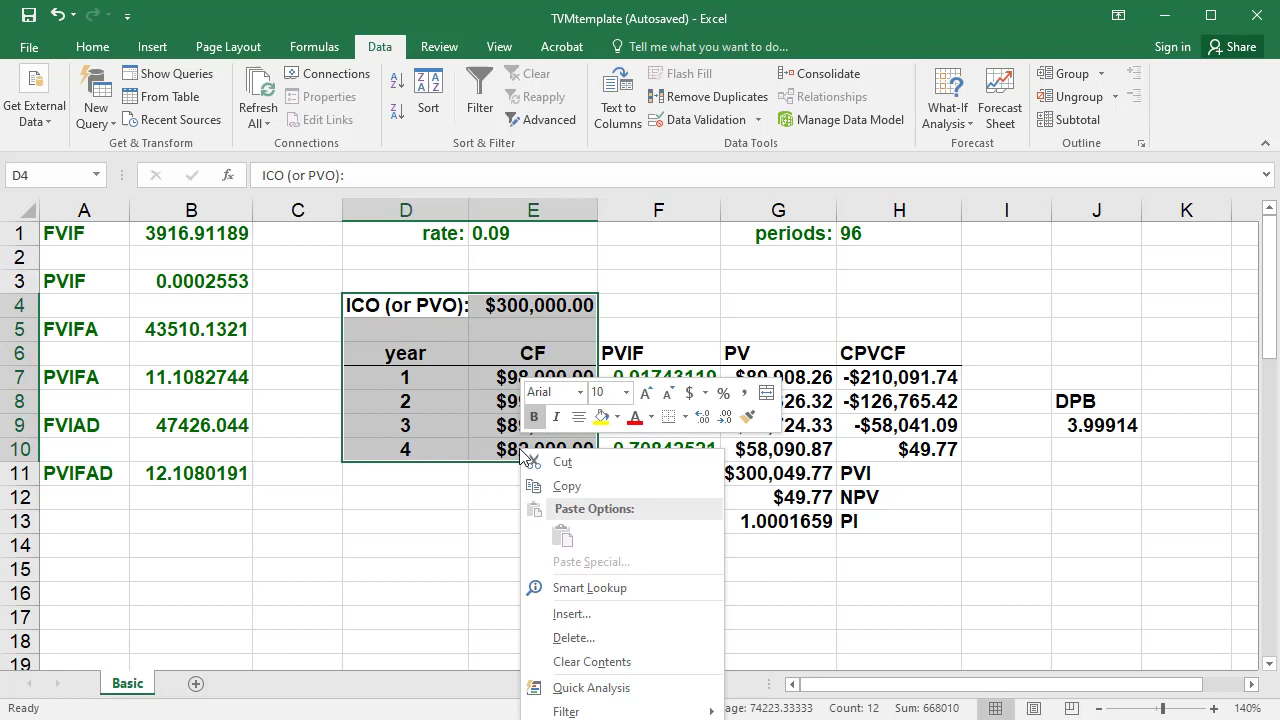 TVMtemplate (Autosaved) - Excel
File Home Insert Page Layout Formulas Data Review View Acrobat Tell me what you want to do... Sign in Share
Get External Data
New Query
Show Queries
From Table
Recent Sources
Get & Transform
Refresh All
Connections
Properties
Edit Links
Connections
Sort
Filter
Clear
Reapply
Advanced
Sort & Filter
Text to Columns
Flash Fill
Remove Duplicates
Data Validation
Consolidate
Relationships
Manage Data Model
Data Tools
What-If Analysis
Forecast Sheet
Forecast
Group
Ungroup
Subtotal
Outline
D4 fx ICO (or PVO):
A B C D E F G H I J K
1 FVIF 3916.91189 rate: 0.09 periods: 96
2
3 PVIF 0.0002553
4 ICO (or PVO): $300,000.00
5 FVIFA 43510.1321
6 year CF PVIF PV CPVCF
7 PVIFA 11.1082744 1 -$210,091.74
8 2 -$126,765.42 DPB
9 FVIAD 47426.044 3 -$58,041.09 3.99914
10 4 $58,090.87 $49.77
11 PVIFAD 12.1080191 $300,049.77 PVI
12 $49.77 NPV
13 1.0001659 PI
14
15
16
17
18
19
Arial 10 A A $ % ,
B I A .00 .00
Cut
Copy
Paste Options:
Paste Special...
Smart Lookup
Insert...
Delete...
Clear Contents
Quick Analysis
Filter
Basic
Ready
74223.33333 Count: 12 Sum: 668010 140%